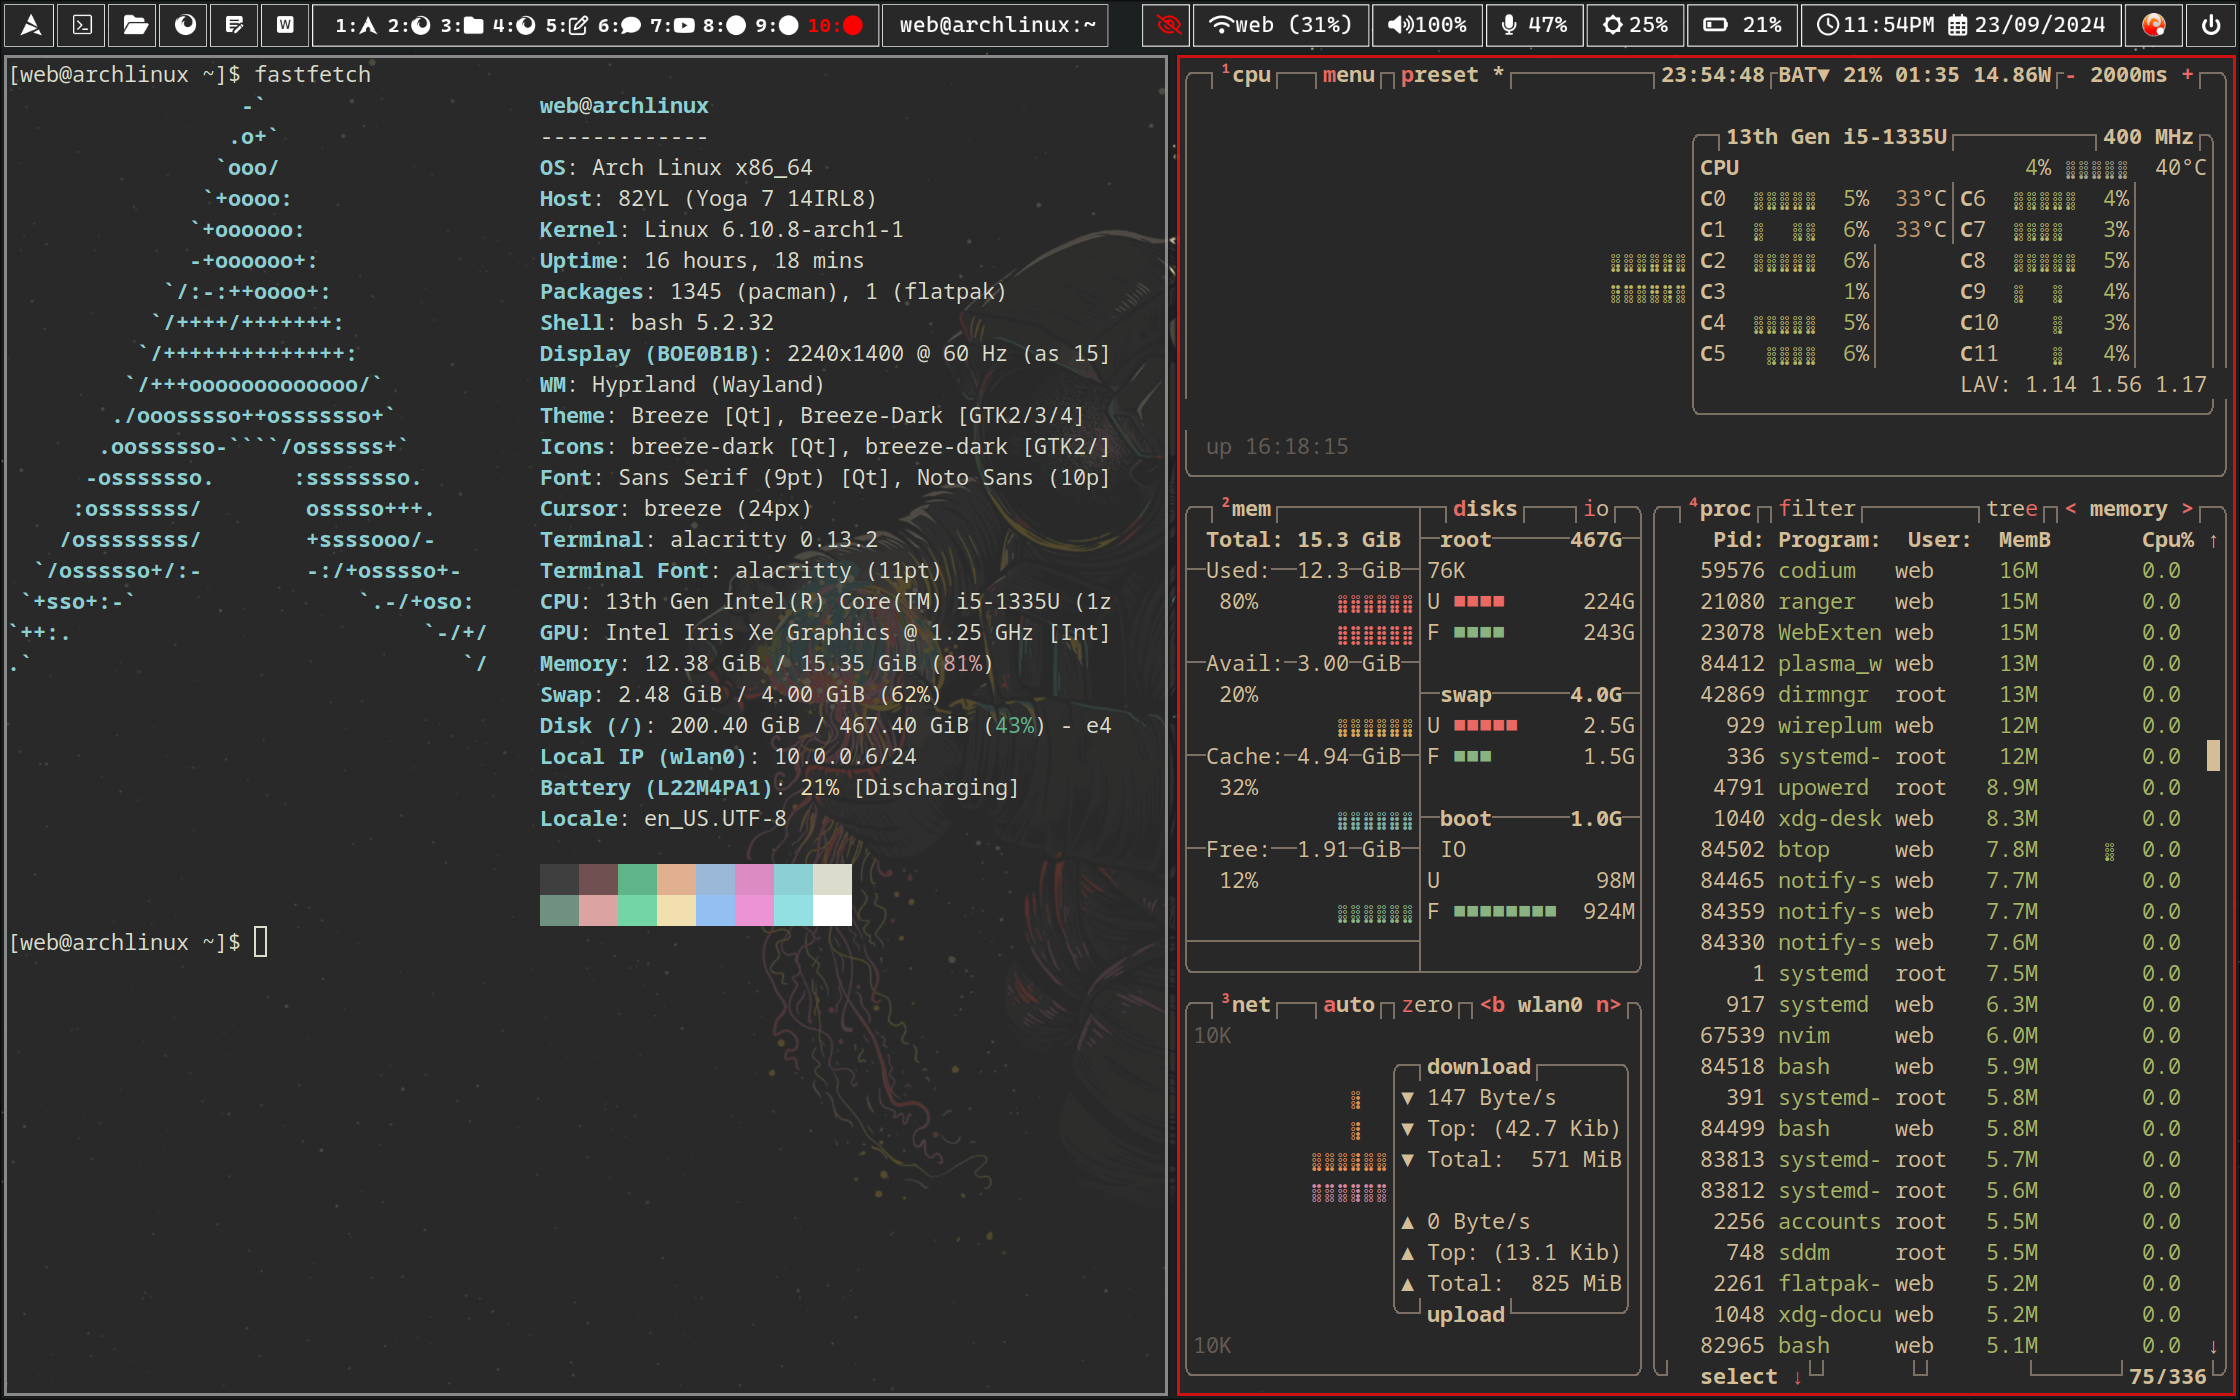 1: 2: 3: 4: 5: 6: 7: 8: 9: 10: web@archlinux:~ web (31%) 100% 47% 25% 21% 11:54PM 23/09/2024
[web@archlinux ~]$ fastfetch
web@archlinux
-------------
OS: Arch Linux x86_64
Host: 82YL (Yoga 7 14IRL8)
Kernel: Linux 6.10.8-arch1-1
Uptime: 16 hours, 18 mins
Packages: 1345 (pacman), 1 (flatpak)
Shell: bash 5.2.32
Display (BOE0B1B): 2240x1400 @ 60 Hz (as 15]
WM: Hyprland (Wayland)
Theme: Breeze [Qt], Breeze-Dark [GTK2/3/4]
Icons: breeze-dark [Qt], breeze-dark [GTK2/]
Font: Sans Serif (9pt) [Qt], Noto Sans (10p]
Cursor: breeze (24px)
Terminal: alacritty 0.13.2
Terminal Font: alacritty (11pt)
CPU: 13th Gen Intel(R) Core(TM) i5-1335U (1z
GPU: Intel Iris Xe Graphics @ 1.25 GHz [Int]
Memory: 12.38 GiB / 15.35 GiB (81%)
Swap: 2.48 GiB / 4.00 GiB (62%)
Disk (/): 200.40 GiB / 467.40 GiB (43%) - e4
Local IP (wlan0): 10.0.0.6/24
Battery (L22M4PA1): 21% [Discharging]
Locale: en_US.UTF-8
[web@archlinux ~]$
1cpu menu preset * 23:54:48 BAT▼ 21% 01:35 14.86W - 2000ms +
13th Gen i5-1335U 400 MHz
CPU 4% 40°C
C0 5% 33°C C6 4%
C1 6% 33°C C7 3%
C2 6% C8 5%
C3 1% C9 4%
C4 5% C10 3%
C5 6% C11 4%
LAV: 1.14 1.56 1.17
up 16:18:15
2mem disks io
Total: 15.3 GiB root 467G
Used: 12.3 GiB 76K
80% U 224G
F 243G
Avail: 3.00 GiB
20% swap 4.0G
U 2.5G
Cache: 4.94 GiB F 1.5G
32%
boot 1.0G
Free: 1.91 GiB IO
12% U 98M
F 924M
3net auto zero <b wlan0 n>
10K
download
▼ 147 Byte/s
▼ Top: (42.7 Kib)
▼ Total: 571 MiB
▲ 0 Byte/s
▲ Top: (13.1 Kib)
▲ Total: 825 MiB
upload
10K
4proc filter tree < memory >
Pid: Program: User: MemB Cpu% ↑
59576 codium web 16M 0.0
21080 ranger web 15M 0.0
23078 WebExten web 15M 0.0
84412 plasma_w web 13M 0.0
42869 dirmngr root 13M 0.0
929 wireplum web 12M 0.0
336 systemd- root 12M 0.0
4791 upowerd root 8.9M 0.0
1040 xdg-desk web 8.3M 0.0
84502 btop web 7.8M 0.0
84465 notify-s web 7.7M 0.0
84359 notify-s web 7.7M 0.0
84330 notify-s web 7.6M 0.0
1 systemd root 7.5M 0.0
917 systemd web 6.3M 0.0
67539 nvim web 6.0M 0.0
84518 bash web 5.9M 0.0
391 systemd- root 5.8M 0.0
84499 bash web 5.8M 0.0
83813 systemd- root 5.7M 0.0
83812 systemd- root 5.6M 0.0
2256 accounts root 5.5M 0.0
748 sddm root 5.5M 0.0
2261 flatpak- web 5.2M 0.0
1048 xdg-docu web 5.2M 0.0
82965 bash web 5.1M 0.0 ↓
select ↓ 75/336